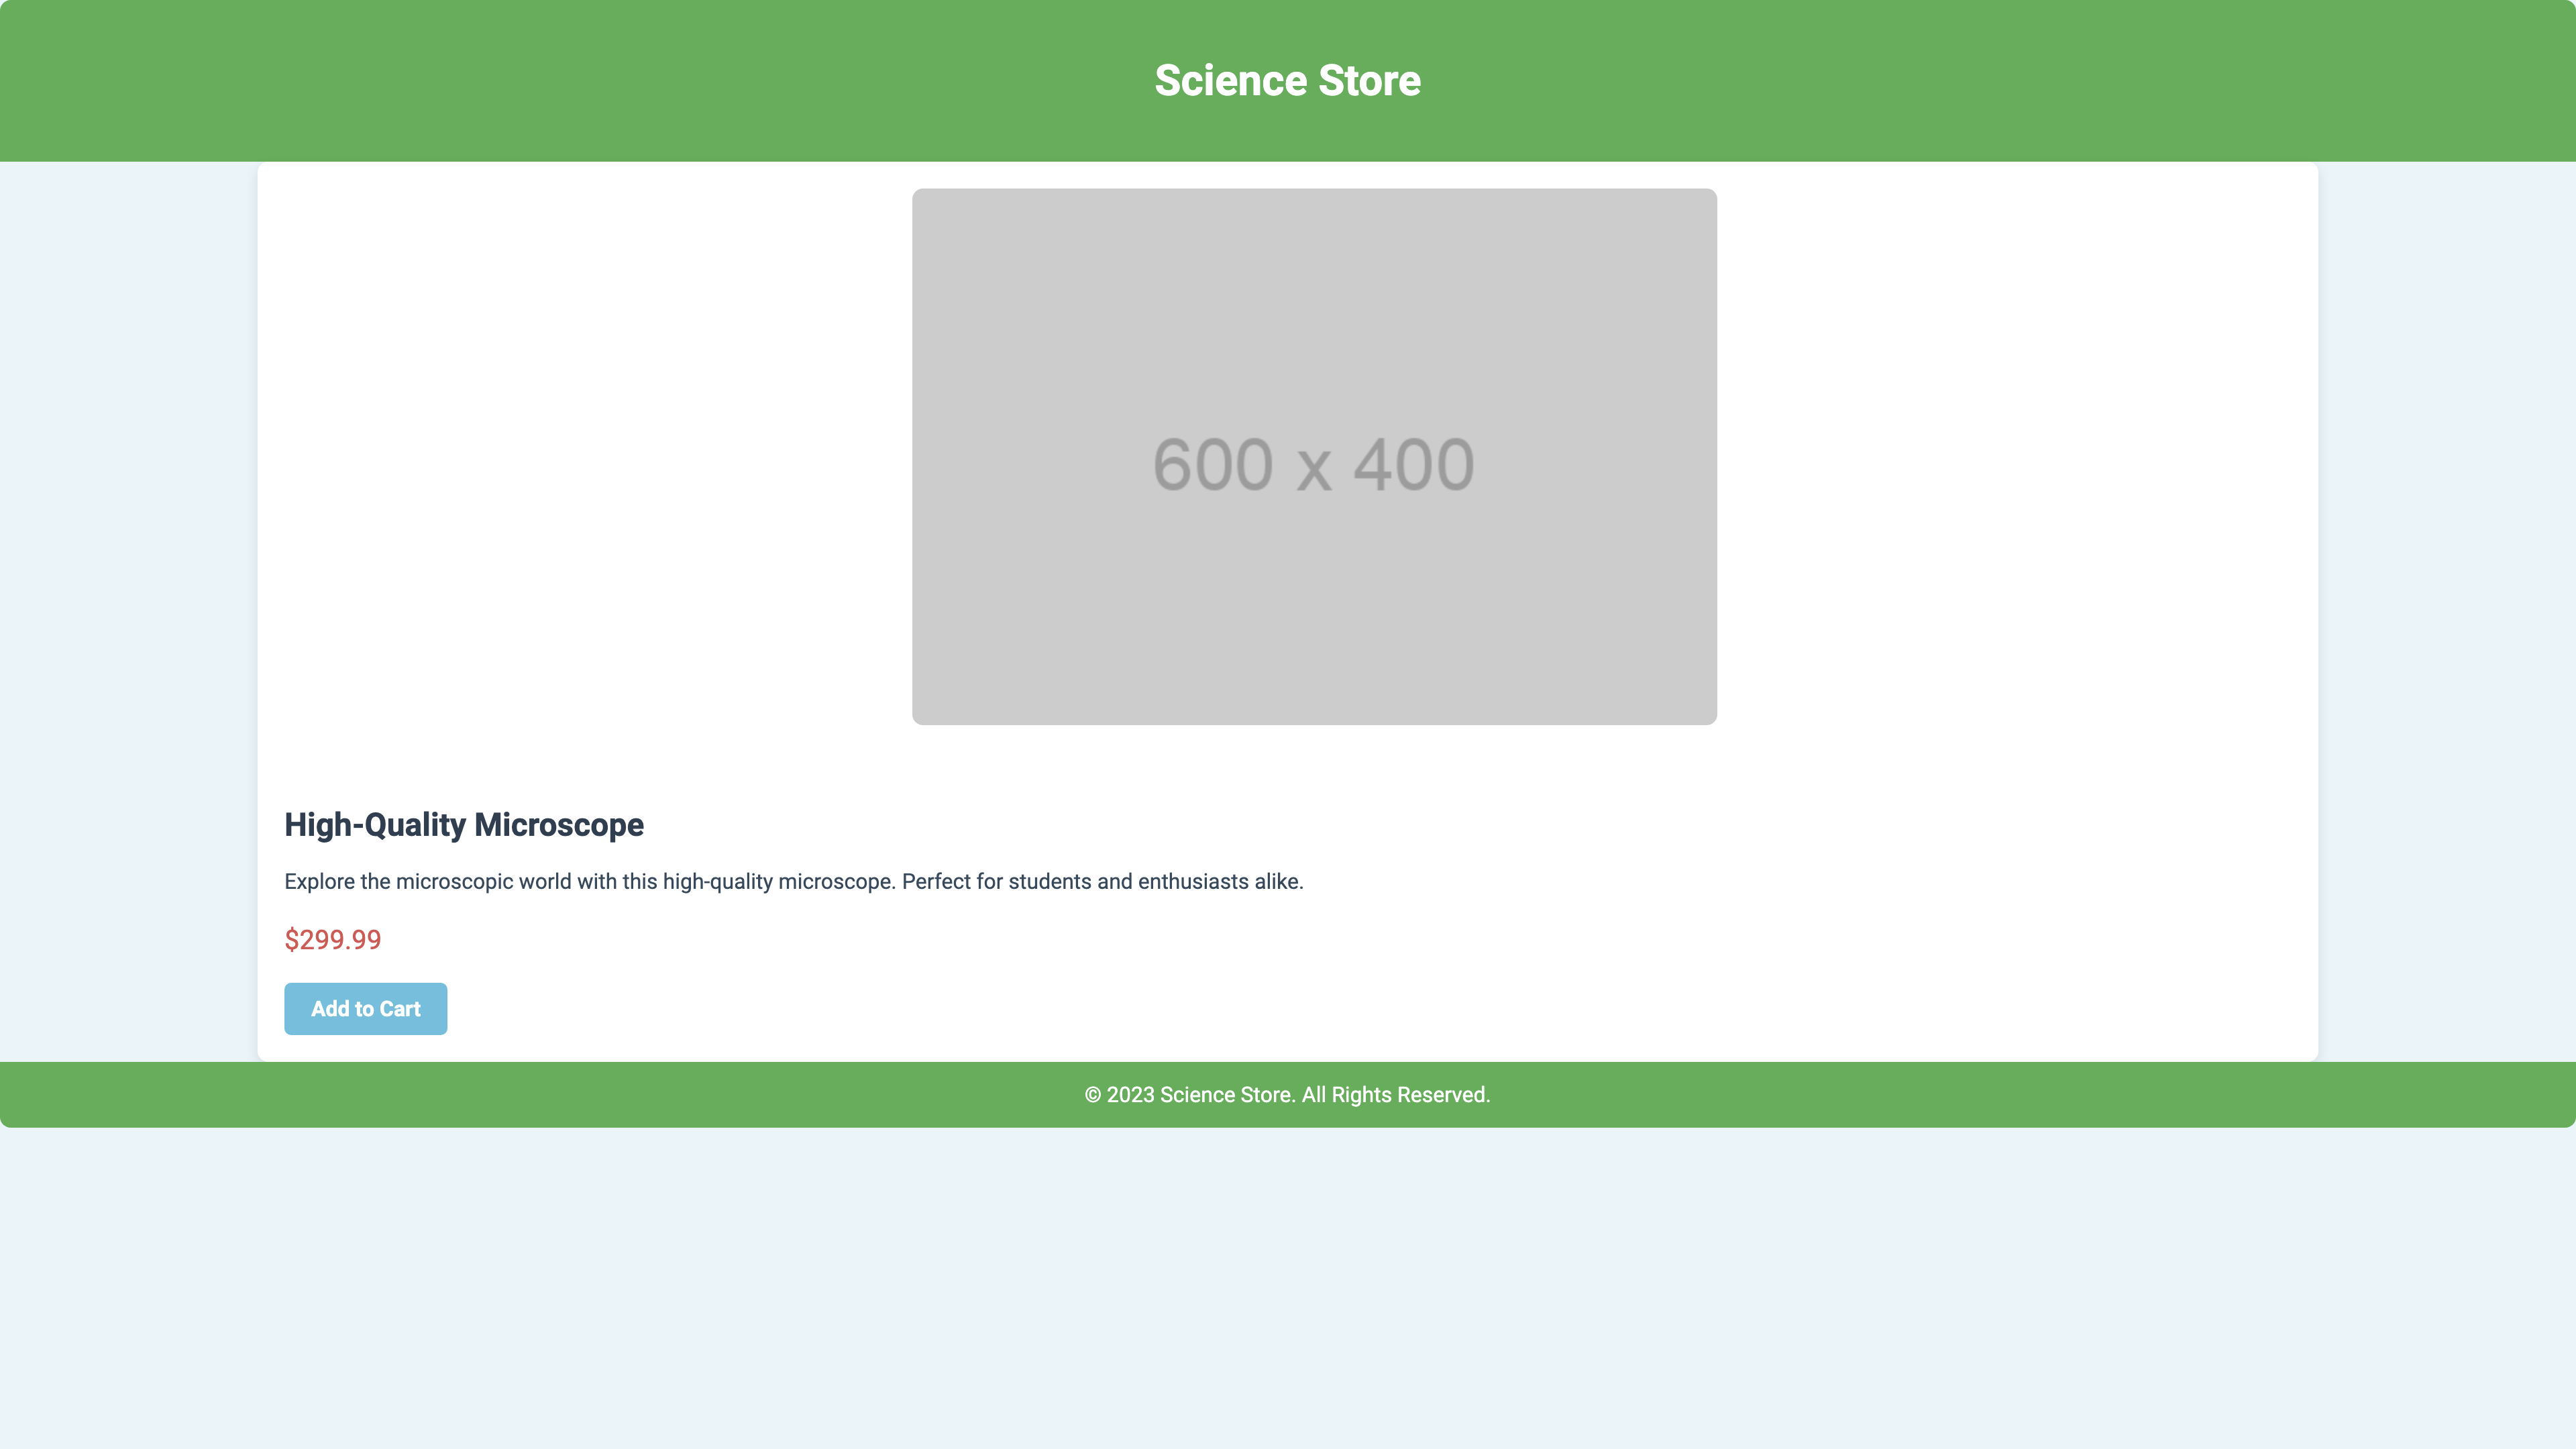 Science Store
600 x 400
High-Quality Microscope
Explore the microscopic world with this high-quality microscope. Perfect for students and enthusiasts alike.
$299.99
Add to Cart
© 2023 Science Store. All Rights Reserved.